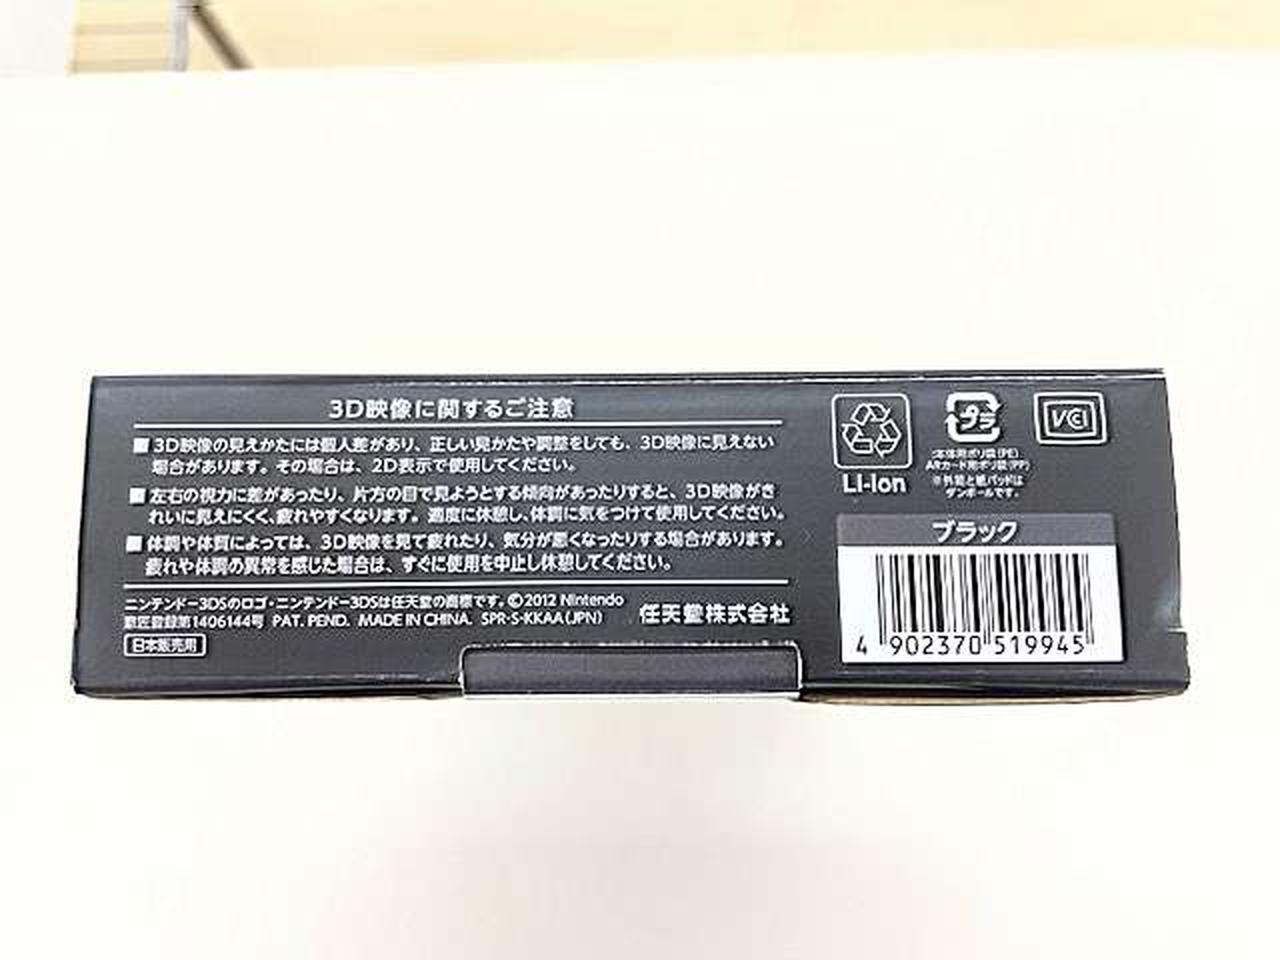 3D映像に関するご注意
■3D映像の見えかたには個人差があり、正しい見かたや調整をしても、3D映像に見えない
場合があります。その場合は、2D表示で使用してください。
■左右の視力に差があったり、片方の目で見ようとする傾向があったりすると、3D映像がき
れいに見えにくく、疲れやすくなります。適度に休憩し、体調に気をつけて使用してください。
■体調や体質によっては、3D映像を見て疲れたり、気分が悪くなったりする場合があります。
疲れや体調の異常を感じた場合は、すぐに使用を中止し休憩してください。
ニンテンドー3DSのロゴ・ニンテンドー3DSは任天堂の商標です。©2012 Nintendo
意匠登録第1406144号 PAT. PEND. MADE IN CHINA. SPR-S-KKAA(JPN)
任天堂株式会社
日本販売用
Li-Ion
プラ
:本体用ポリ袋(PE)、
ARカード用ポリ袋(PP)
※外箱と紙パッドは
ダンボールです。
VCI
ブラック
4 902370 519945